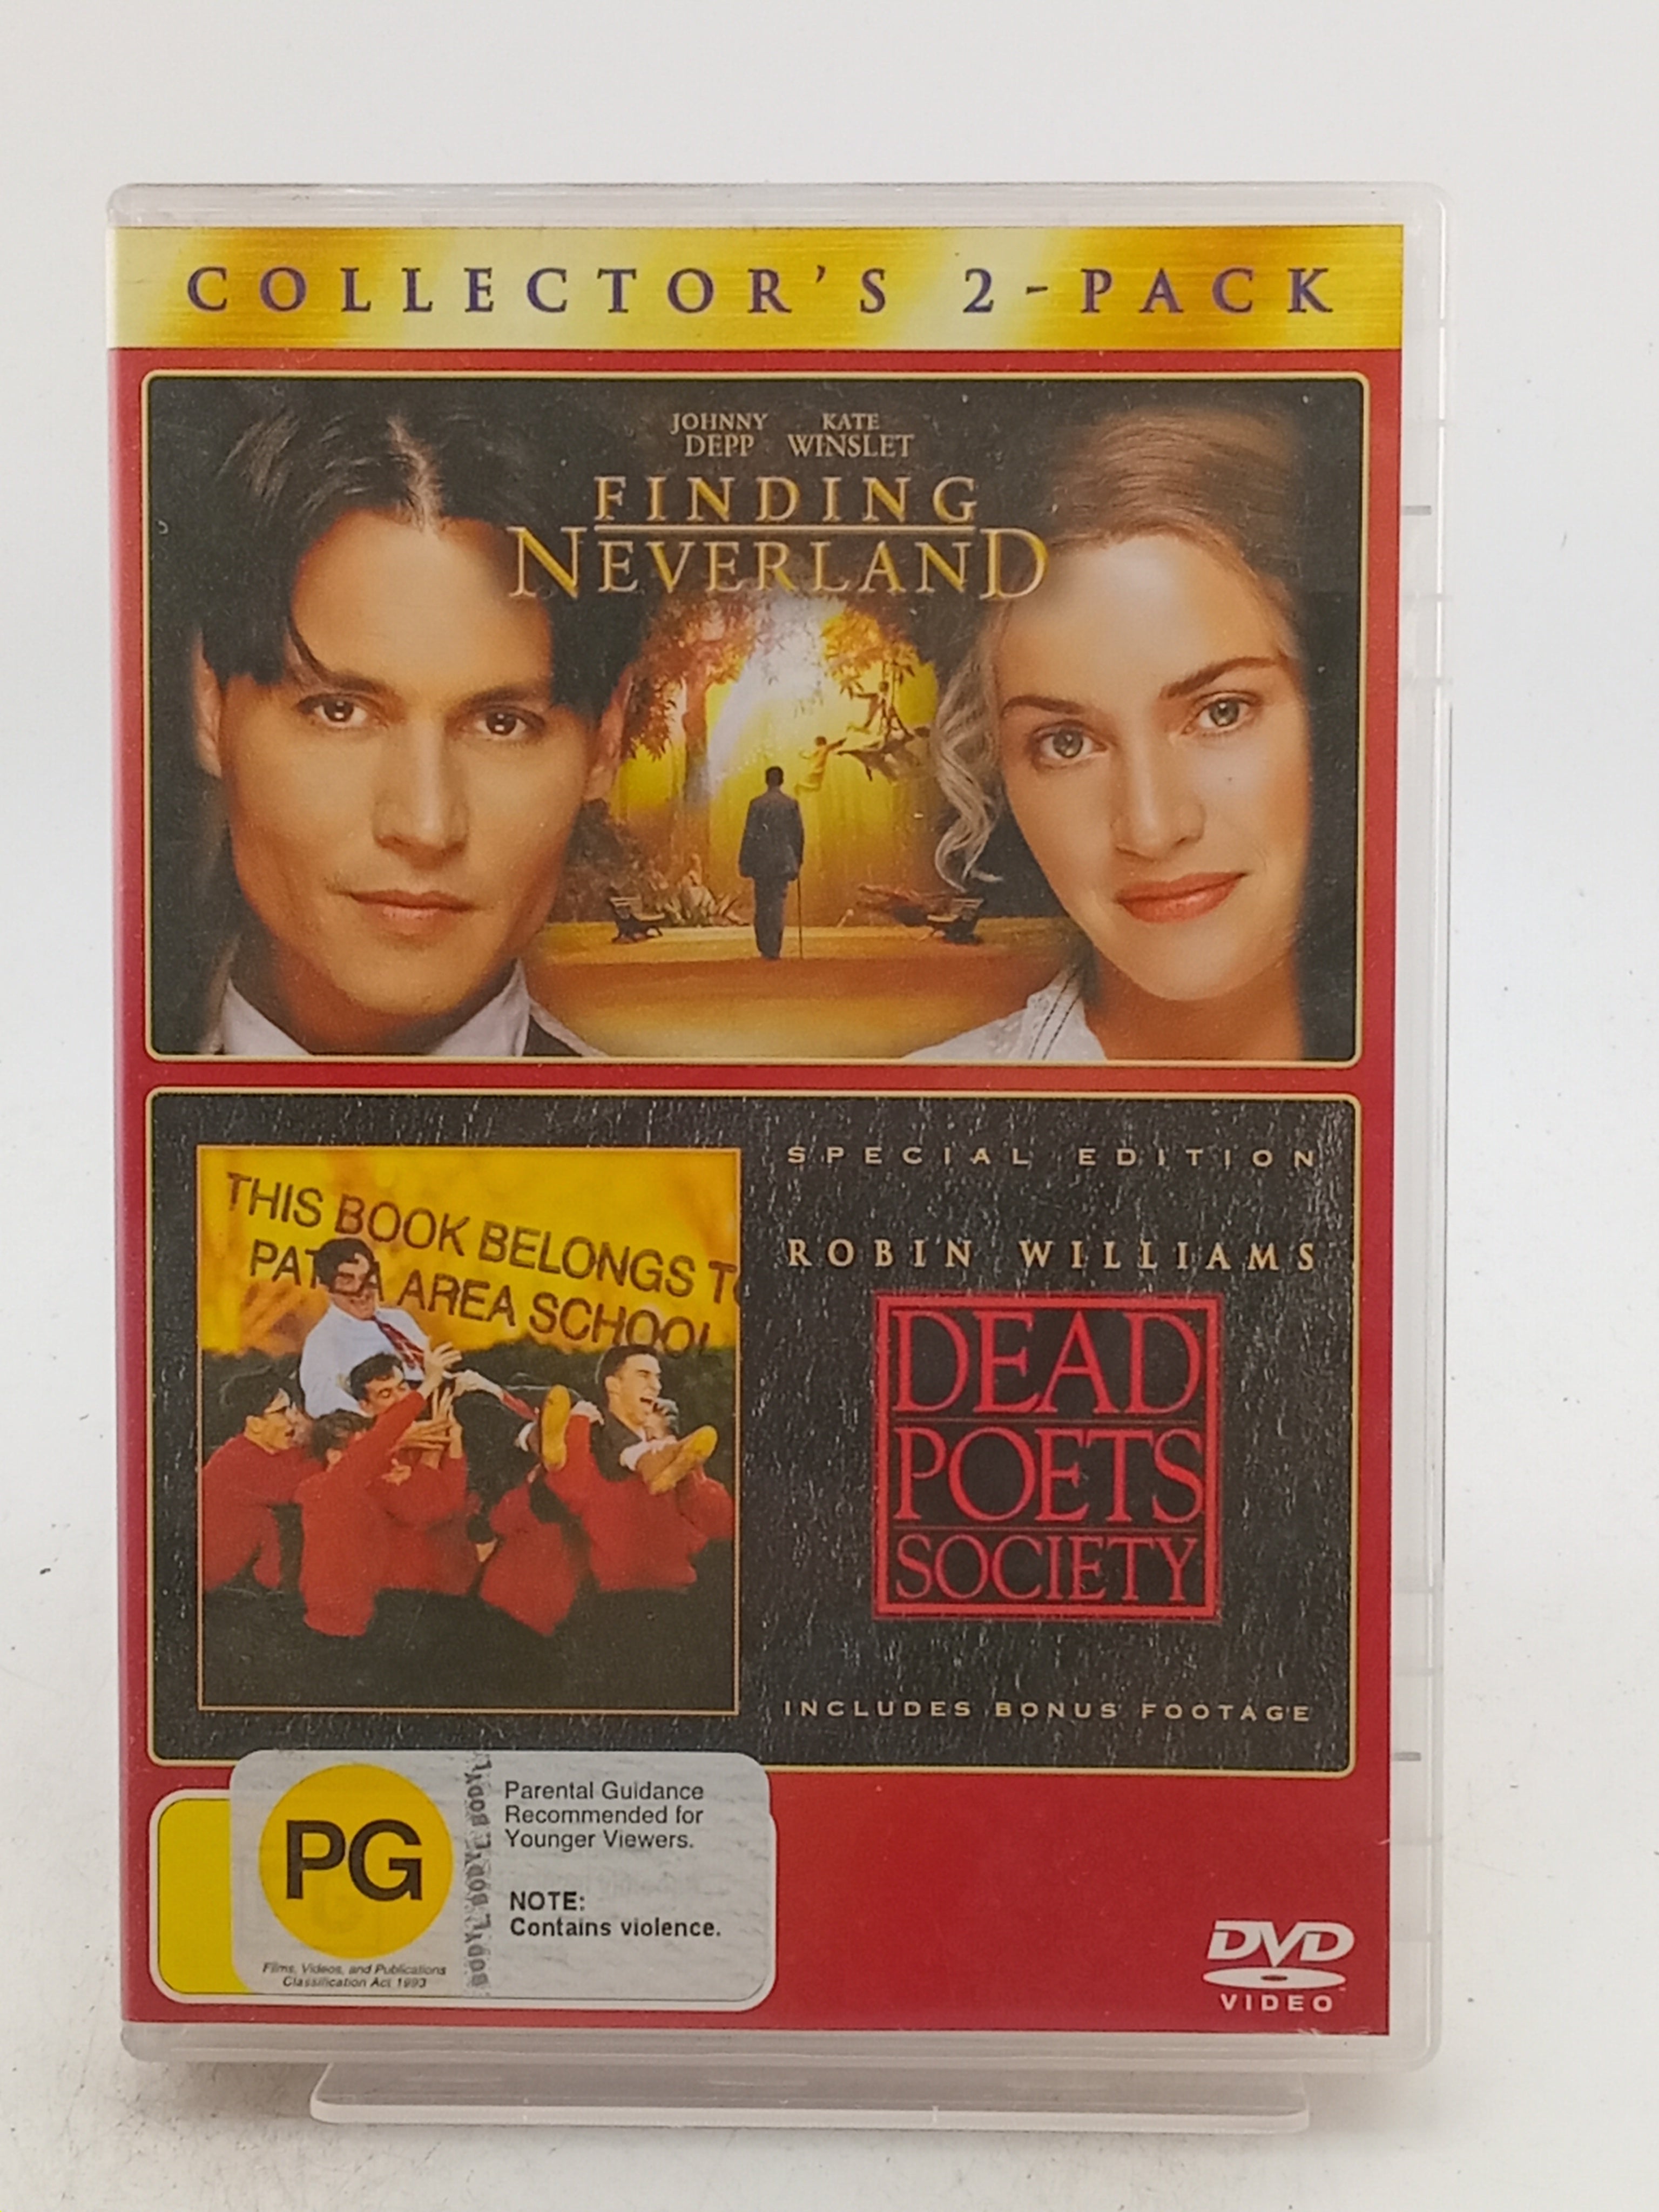 COLLECTOR'S 2-PACK
JOHNNY DEPP
KATE WINSLET
FINDING
NEVERLAND
SPECIAL EDITION
ROBIN WILLIAMS
DEAD
POETS
SOCIETY
INCLUDES BONUS FOOTAGE
THIS BOOK BELONGS TO
PATEA AREA SCHOOL
PG
Films, Videos, and Publications
Classification Act 1993
Parental Guidance
Recommended for
Younger Viewers.
NOTE:
Contains violence.
DVD
VIDEO